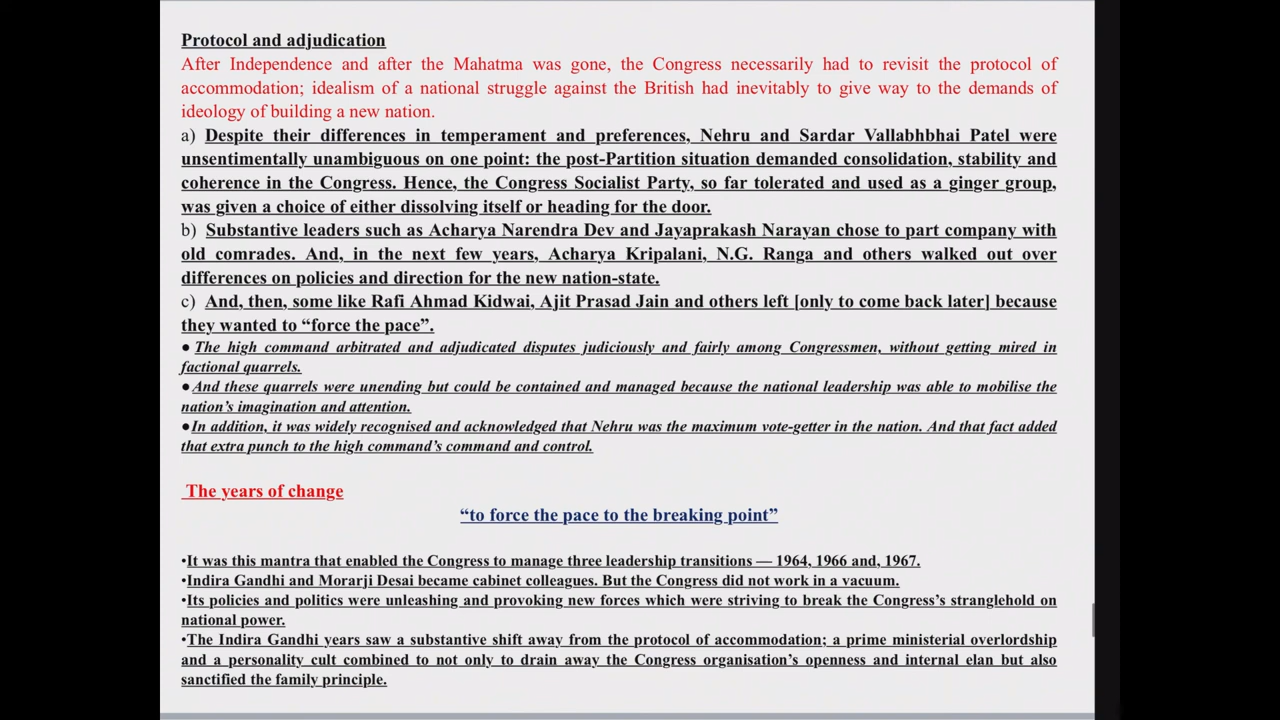 Protocol and adjudication
After Independence and after the Mahatma was gone, the Congress necessarily had to revisit the protocol of
accommodation; idealism of a national struggle against the British had inevitably to give way to the demands of
ideology of building a new nation.
a) Despite their differences in temperament and preferences, Nehru and Sardar Vallabhbhai Patel were
unsentimentally unambiguous on one point: the post-Partition situation demanded consolidation, stability and
coherence in the Congress. Hence, the Congress Socialist Party, so far tolerated and used as a ginger group,
was given a choice of either dissolving itself or heading for the door.
b) Substantive leaders such as Acharya Narendra Dev and Jayaprakash Narayan chose to part company with
old comrades. And, in the next few years, Acharya Kripalani, N.G. Ranga and others walked out over
differences on policies and direction for the new nation-state.
c) And, then, some like Rafi Ahmad Kidwai, Ajit Prasad Jain and others left [only to come back later] because
they wanted to “force the pace”.
● The high command arbitrated and adjudicated disputes judiciously and fairly among Congressmen, without getting mired in
factional quarrels.
●And these quarrels were unending but could be contained and managed because the national leadership was able to mobilise the
nation’s imagination and attention.
●In addition, it was widely recognised and acknowledged that Nehru was the maximum vote-getter in the nation. And that fact added
that extra punch to the high command’s command and control.
The years of change
“to force the pace to the breaking point”
•It was this mantra that enabled the Congress to manage three leadership transitions — 1964, 1966 and, 1967.
•Indira Gandhi and Morarji Desai became cabinet colleagues. But the Congress did not work in a vacuum.
•Its policies and politics were unleashing and provoking new forces which were striving to break the Congress’s stranglehold on
national power.
•The Indira Gandhi years saw a substantive shift away from the protocol of accommodation; a prime ministerial overlordship
and a personality cult combined to not only to drain away the Congress organisation’s openness and internal elan but also
sanctified the family principle.